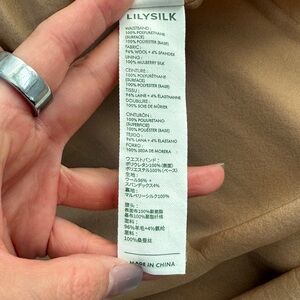 LILYSILK
WAISTBAND:
100% POLYURETHANE
(SURFACE)
100% POLYESTER (BASE)
FABRIC:
96% WOOL + 4% SPANDEX
LINING:
100% MULBERRY SILK
CEINTURE:
100% POLYURÉTHANE
(SURFACE)
100% POLYESTER (BASE)
TISSU:
96% LAINE + 4% ÉLASTHANNE
DOUBLURE:
100% SOIE DE MÛRIER
CINTURÓN:
100% POLIURETANO
(SUPERFICIE)
100% POLIÉSTER (BASE)
TEJIDO:
96% LANA + 4% ELASTANO
FORRO:
100% SEDA DE MORERA
ウエストバンド:
ポリウレタン100% (表面)
ポリエステル100% (ベース)
生地:
ウール96% +
スパンデックス4%
裏地:
マルベリーシルク100%
腰头:
面布100%聚氨酯
基布100%聚酯纤维
面料:
96%羊毛+4%氨纶
里料:
100%桑蚕丝
MADE IN CHINA